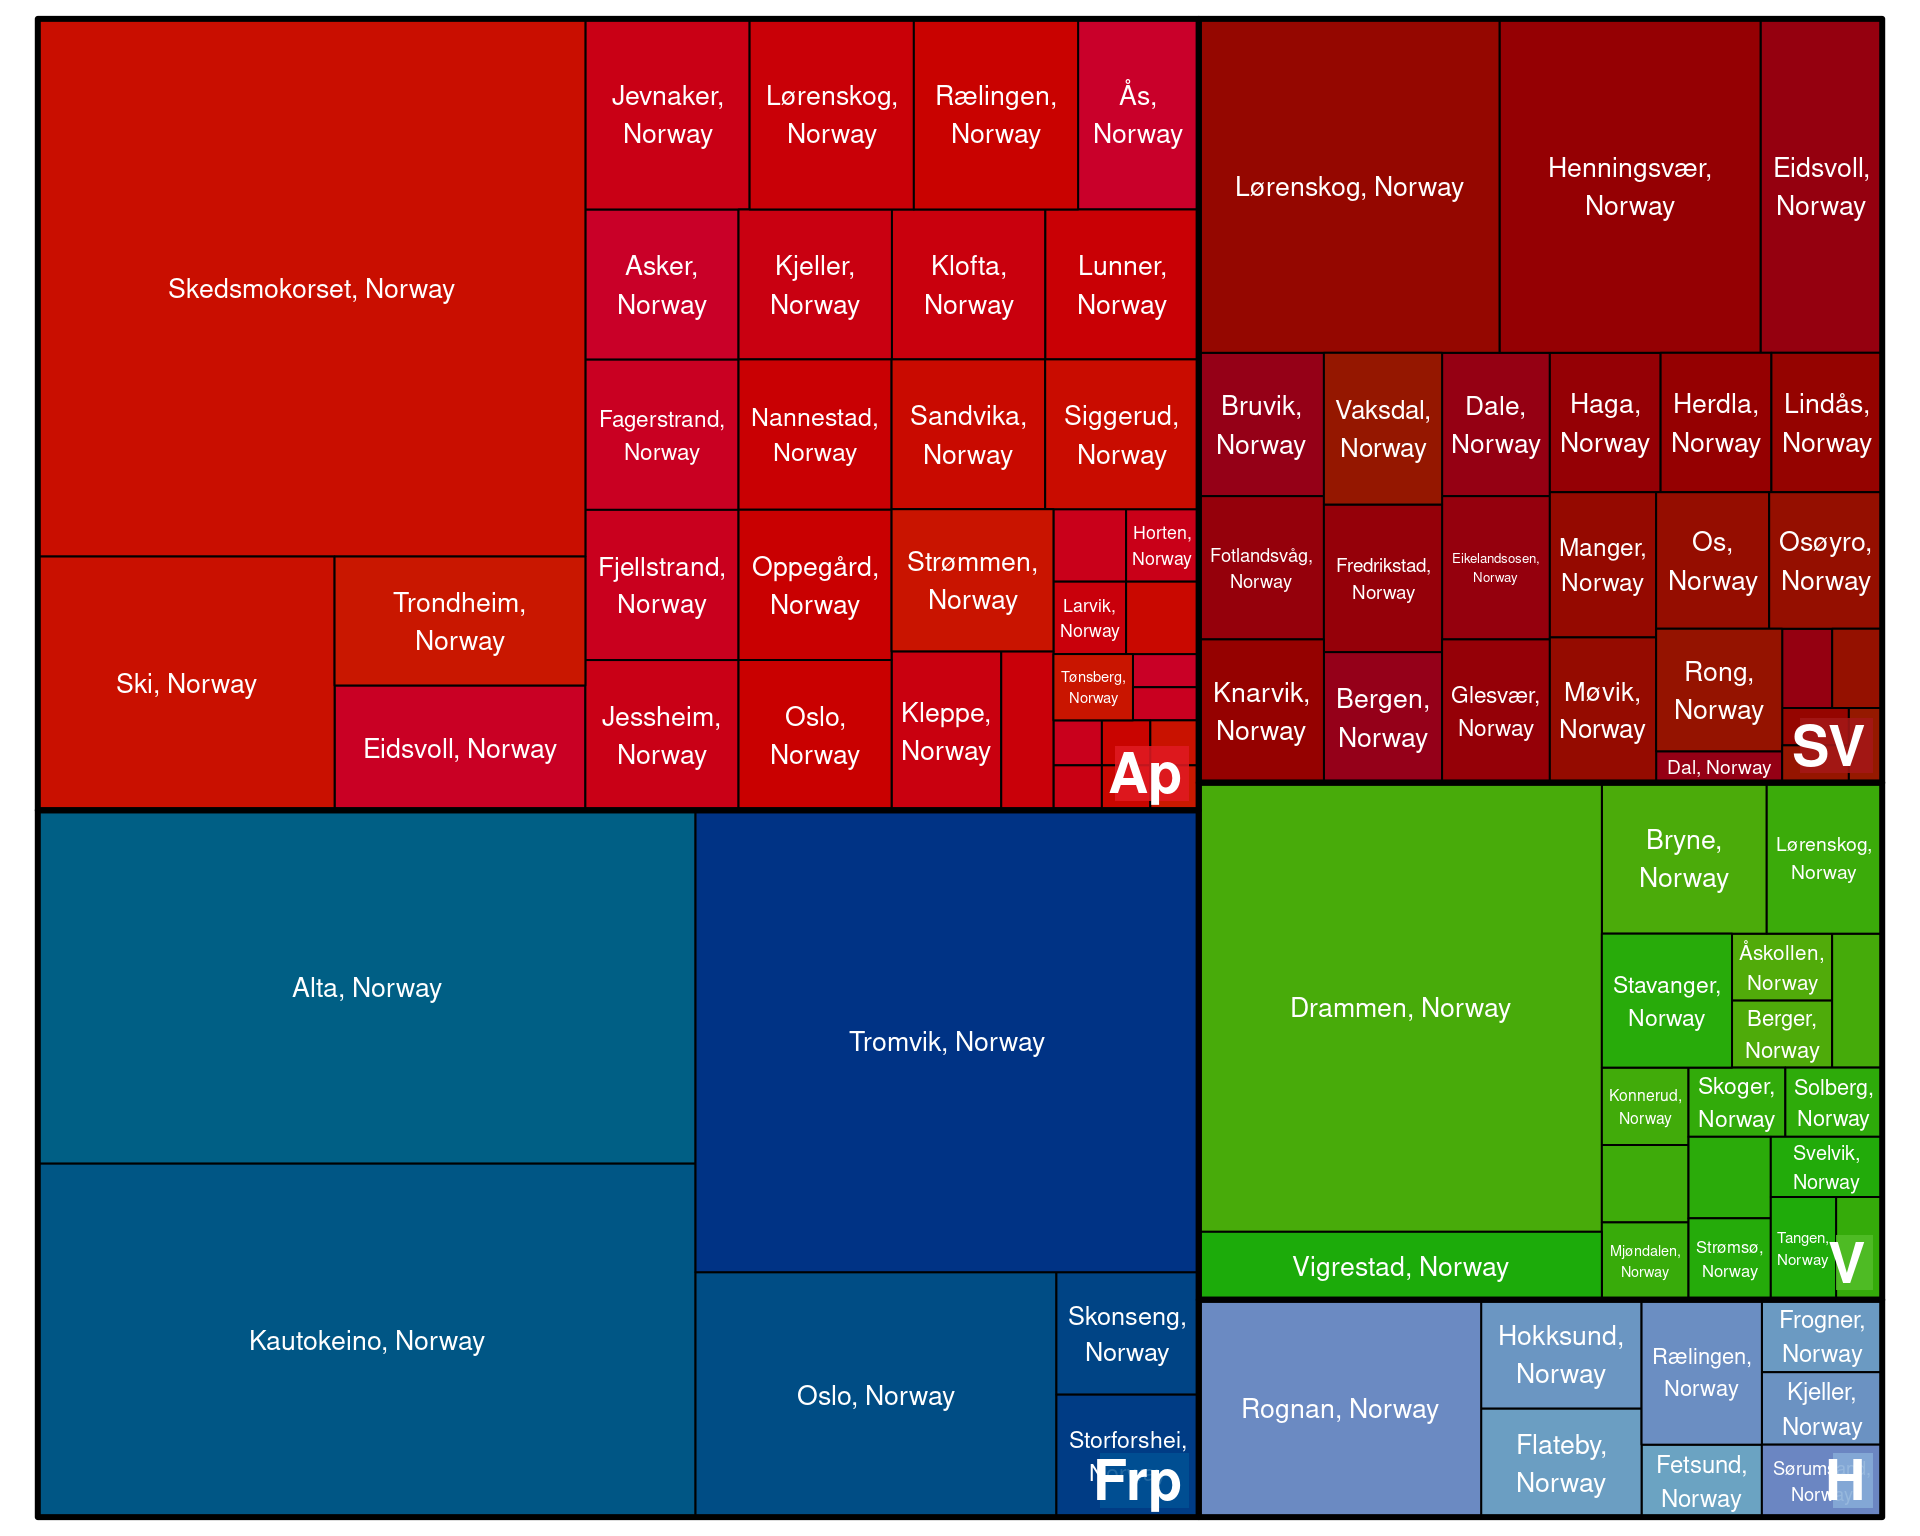 Skedsmokorset, Norway
Ski, Norway
Trondheim,
Norway
Eidsvoll, Norway
Jevnaker,
Norway
Lørenskog,
Norway
Rælingen,
Norway
Ås,
Norway
Asker,
Norway
Kjeller,
Norway
Klofta,
Norway
Lunner,
Norway
Fagerstrand,
Norway
Nannestad,
Norway
Sandvika,
Norway
Siggerud,
Norway
Fjellstrand,
Norway
Oppegård,
Norway
Strømmen,
Norway
Horten,
Norway
Larvik,
Norway
Tønsberg,
Norway
Jessheim,
Norway
Oslo,
Norway
Kleppe,
Norway
Ap
Lørenskog, Norway
Henningsvær,
Norway
Eidsvoll,
Norway
Bruvik,
Norway
Vaksdal,
Norway
Dale,
Norway
Haga,
Norway
Herdla,
Norway
Lindås,
Norway
Fotlandsvåg,
Norway
Fredrikstad,
Norway
Eikelandsosen,
Norway
Manger,
Norway
Os,
Norway
Osøyro,
Norway
Knarvik,
Norway
Bergen,
Norway
Glesvær,
Norway
Møvik,
Norway
Rong,
Norway
Dal, Norway
SV
Alta, Norway
Kautokeino, Norway
Tromvik, Norway
Oslo, Norway
Skonseng,
Norway
Storforshei,
Frp
Drammen, Norway
Vigrestad, Norway
Bryne,
Norway
Lørenskog,
Norway
Stavanger,
Norway
Åskollen,
Norway
Berger,
Norway
Konnerud,
Norway
Skoger,
Norway
Solberg,
Norway
Svelvik,
Norway
Mjøndalen,
Norway
Strømsø,
Norway
Tangen,
Norway
V
Rognan, Norway
Hokksund,
Norway
Flateby,
Norway
Rælingen,
Norway
Fetsund,
Norway
Frogner,
Norway
Kjeller,
Norway
H